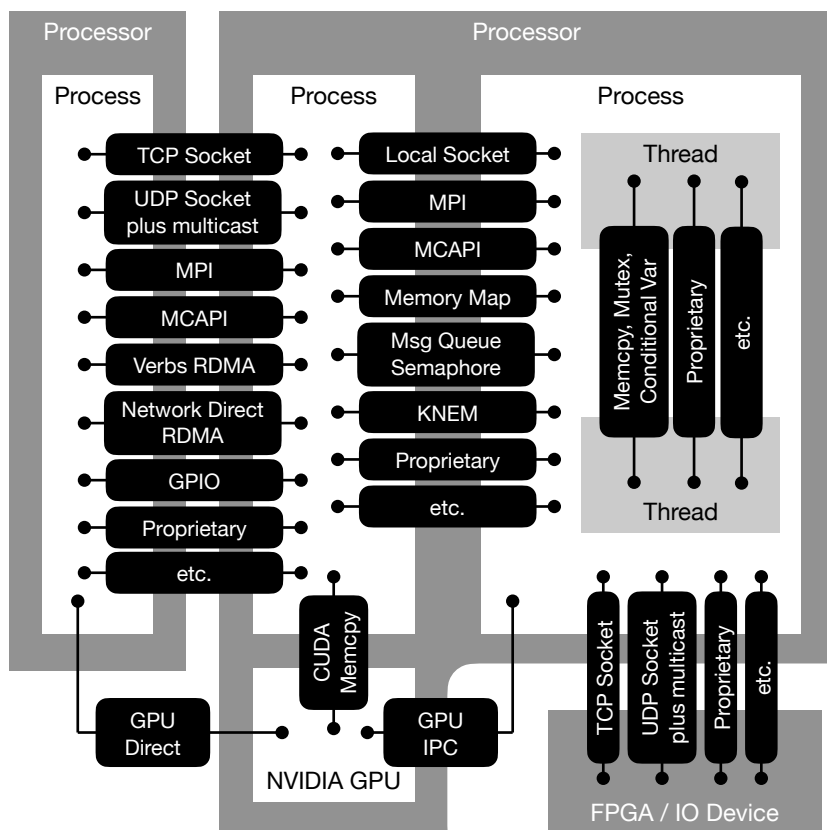 Processor
Processor
Process
Process
Process
TCP Socket
UDP Socket
plus multicast
MPI
MCAPI
Verbs RDMA
Network Direct
RDMA
GPIO
Proprietary
etc.
Local Socket
MPI
MCAPI
Memory Map
Msg Queue
Semaphore
KNEM
Proprietary
etc.
Thread
Memcpy, Mutex,
Conditional Var
Proprietary
etc.
Thread
GPU
Direct
CUDA
Memcpy
GPU
IPC
NVIDIA GPU
TCP Socket
UDP Socket
plus multicast
Proprietary
etc.
FPGA / IO Device